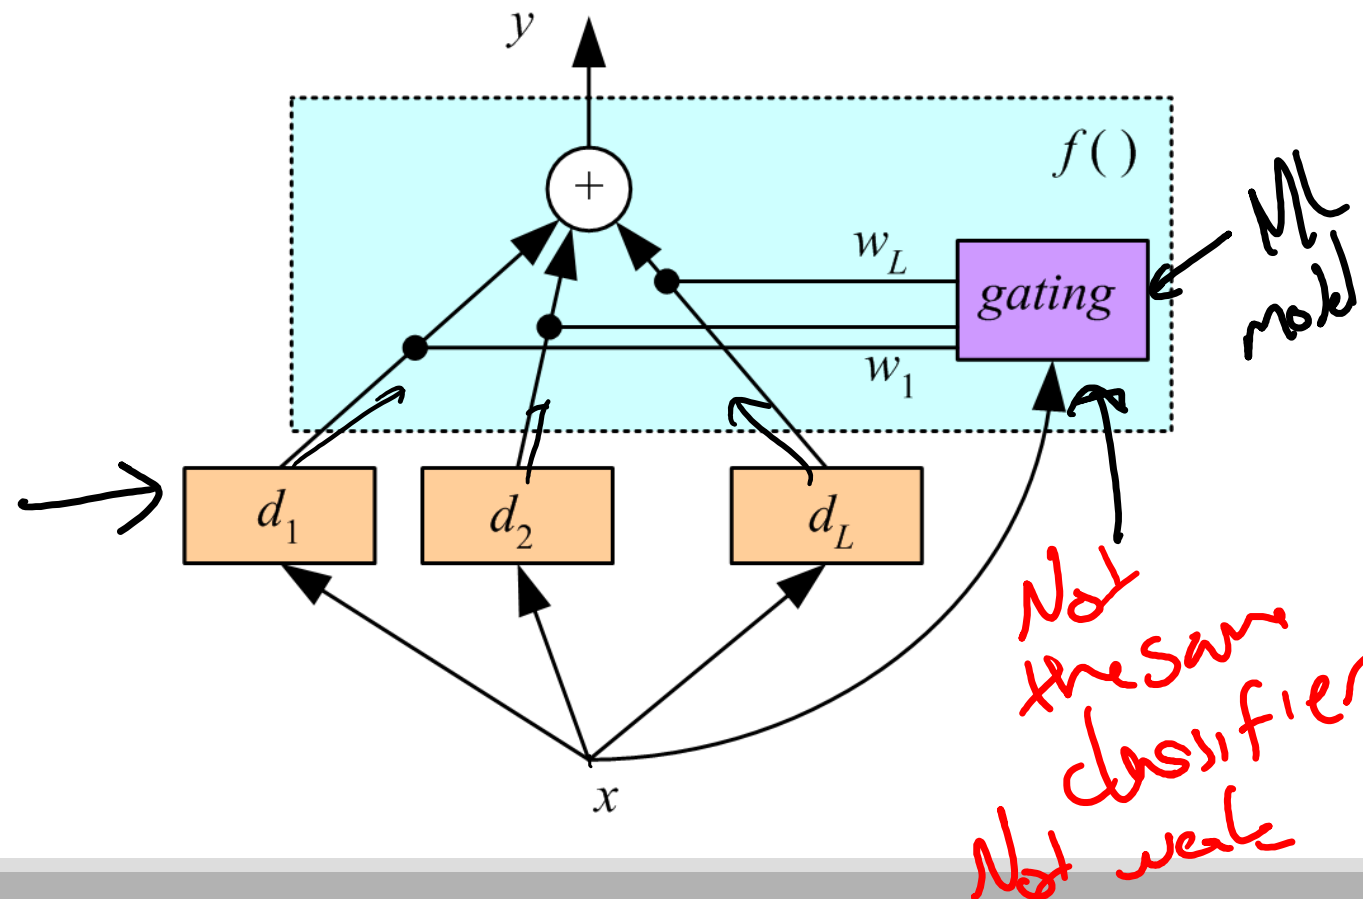 y
f()
ML
model
w_L
gating
w_1
d_1 d_2 d_L
x
Not
the same
classifier
Not weak